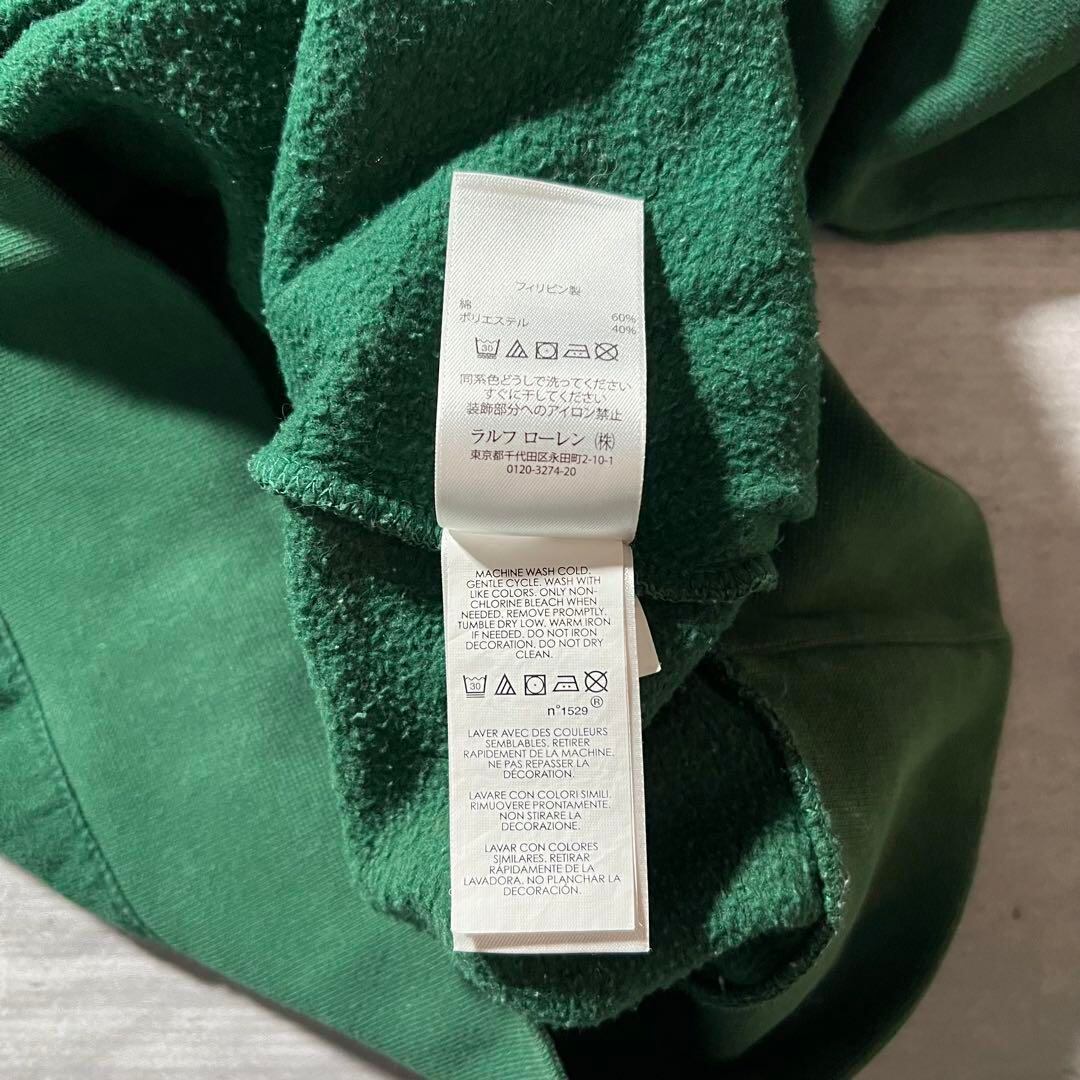 フィリピン製
綿 60%
ポリエステル 40%
30
同系色どうしで洗ってください
すぐに干してください
装飾部分へのアイロン禁止
ラルフ ローレン (株)
東京都千代田区永田町2-10-1
0120-3274-20
MACHINE WASH COLD.
GENTLE CYCLE. WASH WITH
LIKE COLORS. ONLY NON-
CHLORINE BLEACH WHEN
NEEDED. REMOVE PROMPTLY.
TUMBLE DRY LOW. WARM IRON
IF NEEDED. DO NOT IRON
DECORATION. DO NOT DRY
CLEAN.
30
n°1529 ®
LAVER AVEC DES COULEURS
SEMBLABLES. RETIRER
RAPIDEMENT DE LA MACHINE.
NE PAS REPASSER LA
DÉCORATION.
LAVARE CON COLORI SIMILI.
RIMUOVERE PRONTAMENTE.
NON STIRARE LA
DECORAZIONE.
LAVAR CON COLORES
SIMILARES. RETIRAR
RÁPIDAMENTE DE LA
LAVADORA. NO PLANCHAR LA
DECORACIÓN.